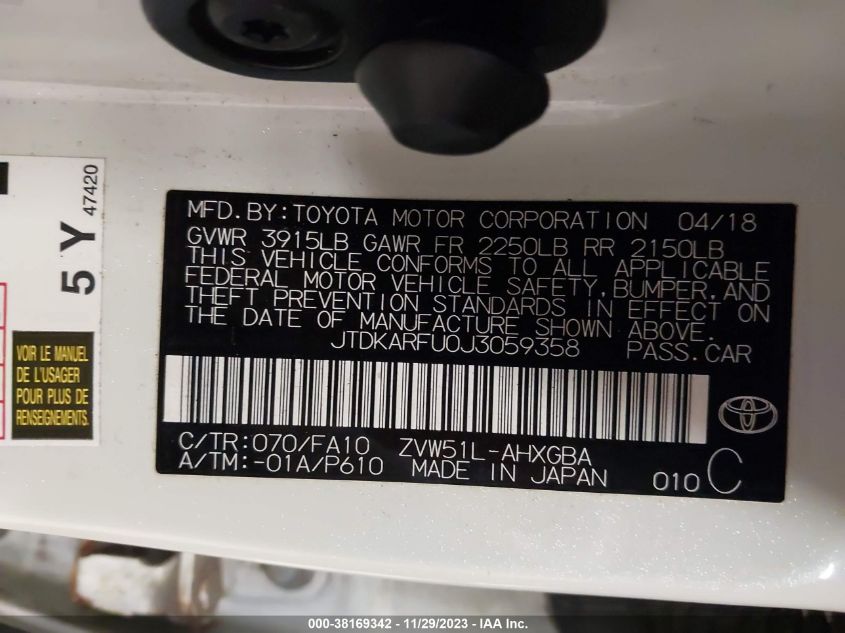 MFD.BY:TOYOTA MOTOR CORPORATION 04/18
GVWR 3915LB GAWR FR 2250LB RR 2150LB
THIS VEHICLE CONFORMS TO ALL APPLICABLE
FEDERAL MOTOR VEHICLE SAFETY,BUMPER,AND
THEFT PREVENTION STANDARDS IN EFFECT ON
THE DATE OF MANUFACTURE SHOWN ABOVE.
JTDKARFU0J3059358 PASS.CAR
C/TR:070/FA10 ZVW51L-AHXGBA
A/TM:-01A/P610 MADE IN JAPAN 010 C
5 Y
47420
VOIR LE MANUEL
DE L'USAGER
POUR PLUS DE
RENSEIGNEMENTS.
000-38169342 - 11/29/2023 - © IAA Inc.